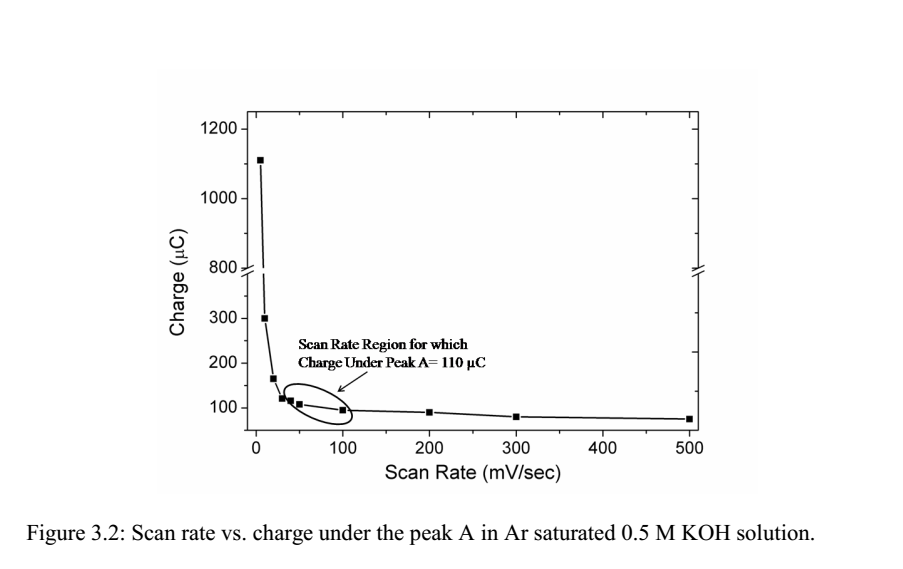 1200
1000
800
300
200
100
Charge (μC)
Scan Rate Region for which
Charge Under Peak A= 110 μC
0 100 200 300 400 500
Scan Rate (mV/sec)
Figure 3.2: Scan rate vs. charge under the peak A in Ar saturated 0.5 M KOH solution.